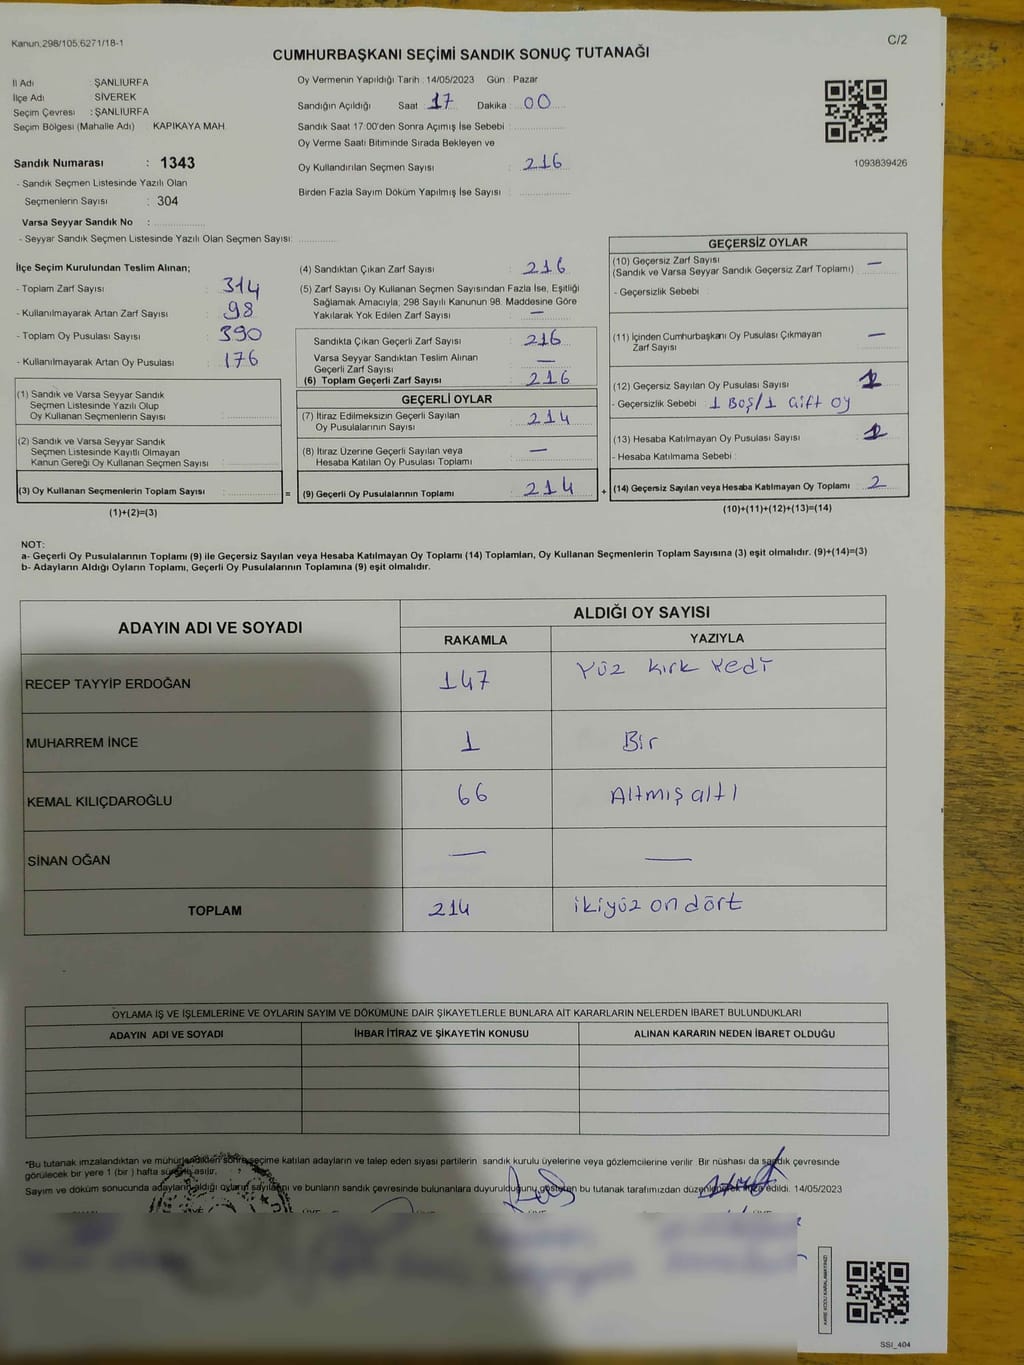 Kanun;298/105,6271/18-1
C/2
CUMHURBAŞKANI SEÇİMİ SANDIK SONUÇ TUTANAĞI
İl Adı : ŞANLIURFA
İlçe Adı : SİVEREK
Seçim Çevresi : ŞANLIURFA
Seçim Bölgesi (Mahalle Adı) : KAPIKAYA MAH.
Sandık Numarası : 1343
- Sandık Seçmen Listesinde Yazılı Olan
Seçmenlerin Sayısı : 304
Varsa Seyyar Sandık No :
- Seyyar Sandık Seçmen Listesinde Yazılı Olan Seçmen Sayısı:
Oy Vermenin Yapıldığı Tarih : 14/05/2023 Gün : Pazar
Sandığın Açıldığı Saat : 17 Dakika : 00
Sandık Saat 17:00'den Sonra Açımış İse Sebebi :
Oy Verme Saati Bitiminde Sırada Bekleyen ve
Oy Kullandırılan Seçmen Sayısı : 216
Birden Fazla Sayım Döküm Yapılmış İse Sayısı :
1093839426
İlçe Seçim Kurulundan Teslim Alınan;
- Toplam Zarf Sayısı : 314
- Kullanılmayarak Artan Zarf Sayısı : 98
- Toplam Oy Pusulası Sayısı : 390
- Kullanılmayarak Artan Oy Pusulası : 176
(1) Sandık ve Varsa Seyyar Sandık
Seçmen Listesinde Yazılı Olup
Oy Kullanan Seçmenlerin Sayısı :
(2) Sandık ve Varsa Seyyar Sandık
Seçmen Listesinde Kayıtlı Olmayan
Kanun Gereği Oy Kullanan Seçmen Sayısı :
(3) Oy Kullanan Seçmenlerin Toplam Sayısı : =
(1)+(2)=(3)
(4) Sandıktan Çıkan Zarf Sayısı : 216
(5) Zarf Sayısı Oy Kullanan Seçmen Sayısından Fazla İse, Eşitliği
Sağlamak Amacıyla; 298 Sayılı Kanunun 98. Maddesine Göre
Yakılarak Yok Edilen Zarf Sayısı : —
Sandıkta Çıkan Geçerli Zarf Sayısı : 216
Varsa Seyyar Sandıktan Teslim Alınan
Geçerli Zarf Sayısı : —
(6) Toplam Geçerli Zarf Sayısı : 216
GEÇERLİ OYLAR
(7) İtiraz Edilmeksizin Geçerli Sayılan
Oy Pusulalarının Sayısı : 214
(8) İtiraz Üzerine Geçerli Sayılan veya
Hesaba Katılan Oy Pusulası Toplamı : —
(9) Geçerli Oy Pusulalarının Toplamı : 214 +
GEÇERSİZ OYLAR
(10) Geçersiz Zarf Sayısı
(Sandık ve Varsa Seyyar Sandık Geçersiz Zarf Toplamı) : —
- Geçersizlik Sebebi :
(11) İçinden Cumhurbaşkanı Oy Pusulası Çıkmayan
Zarf Sayısı : —
(12) Geçersiz Sayılan Oy Pusulası Sayısı :
- Geçersizlik Sebebi : 1 Boş/1 Çift oy
(13) Hesaba Katılmayan Oy Pusulası Sayısı :
- Hesaba Katılmama Sebebi :
(14) Geçersiz Sayılan veya Hesaba Katılmayan Oy Toplamı : 2
(10)+(11)+(12)+(13)=(14)
NOT:
a- Geçerli Oy Pusulalarının Toplamı (9) ile Geçersiz Sayılan veya Hesaba Katılmayan Oy Toplamı (14) Toplamları, Oy Kullanan Seçmenlerin Toplam Sayısına (3) eşit olmalıdır. (9)+(14)=(3)
b- Adayların Aldığı Oyların Toplamı, Geçerli Oy Pusulalarının Toplamına (9) eşit olmalıdır.
ADAYIN ADI VE SOYADI
ALDIĞI OY SAYISI
RAKAMLA YAZIYLA
RECEP TAYYİP ERDOĞAN 147 Yüz kırk Yedi
MUHARREM İNCE 1 Bir
KEMAL KILIÇDAROĞLU 66 Altmış altı
SİNAN OĞAN — —
TOPLAM 214 ikiyüz on dört
OYLAMA İŞ VE İŞLEMLERİNE VE OYLARIN SAYIM VE DÖKÜMÜNE DAİR ŞİKAYETLERLE BUNLARA AİT KARARLARIN NELERDEN İBARET BULUNDUKLARI
ADAYIN ADI VE SOYADI İHBAR İTİRAZ VE ŞİKAYETİN KONUSU ALINAN KARARIN NEDEN İBARET OLDUĞU
*Bu tutanak imzalandıktan ve mühürlendikten sonra seçime katılan adayların ve talep eden siyasi partilerin sandık kurulu üyelerine veya gözlemcilerine verilir. Bir nüshası da sandık çevresinde
görülecek bir yere 1 (bir) hafta süreyle asılır.
Sayım ve döküm sonucunda adayların aldığı oyların sayılarını ve bunların sandık çevresinde bulunanlara duyurulduğunu gösteren bu tutanak tarafımızdan düzenlenerek imza edildi. 14/05/2023
SSİ_404